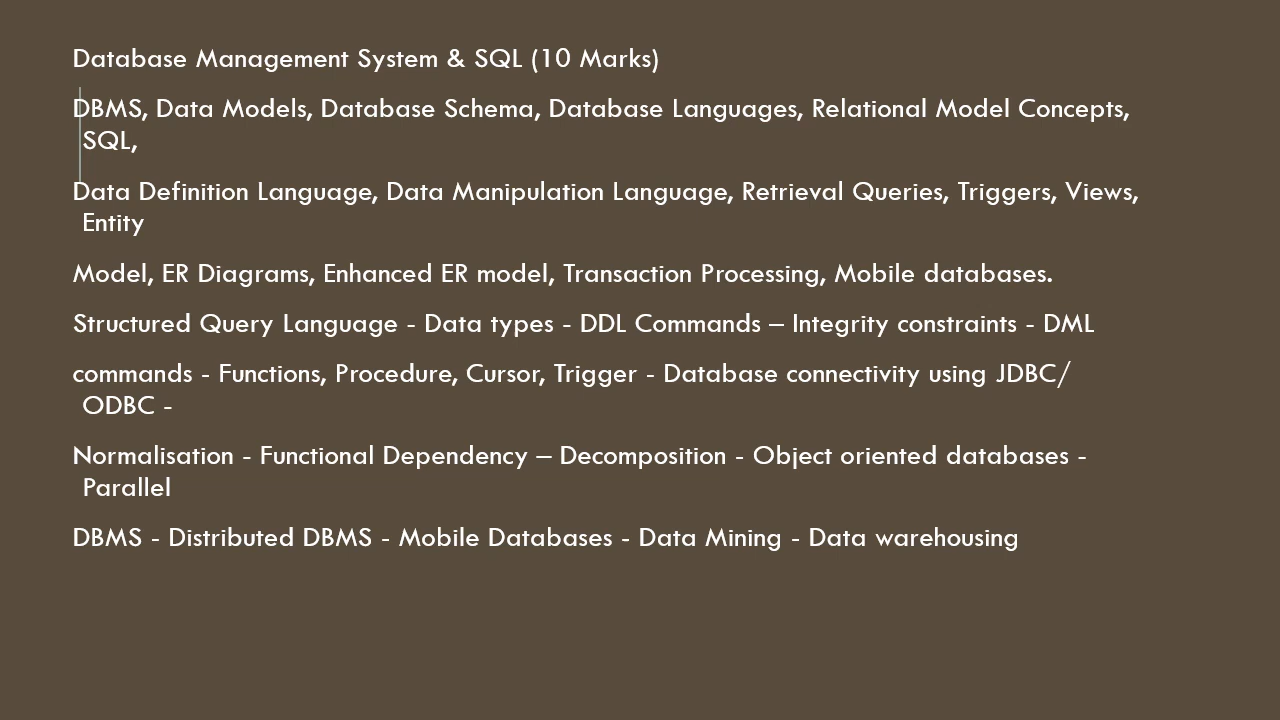 Database Management System & SQL (10 Marks)
DBMS, Data Models, Database Schema, Database Languages, Relational Model Concepts,
SQL,
Data Definition Language, Data Manipulation Language, Retrieval Queries, Triggers, Views,
Entity
Model, ER Diagrams, Enhanced ER model, Transaction Processing, Mobile databases.
Structured Query Language - Data types - DDL Commands – Integrity constraints - DML
commands - Functions, Procedure, Cursor, Trigger - Database connectivity using JDBC/
ODBC -
Normalisation - Functional Dependency – Decomposition - Object oriented databases -
Parallel
DBMS - Distributed DBMS - Mobile Databases - Data Mining - Data warehousing